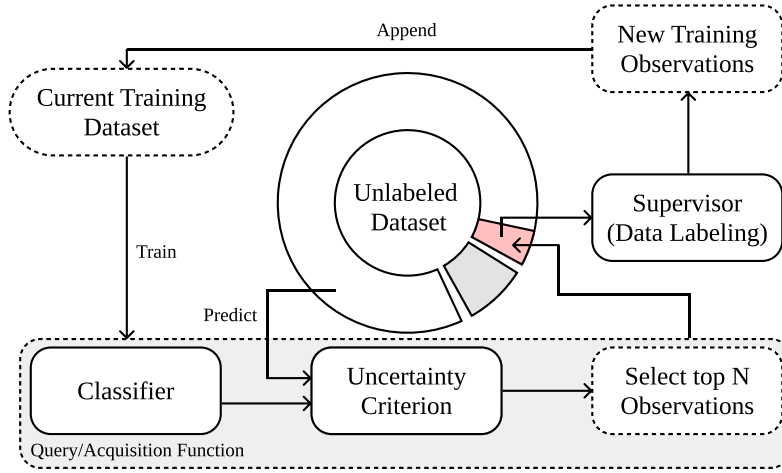 Append
New Training
Observations
Current Training
Dataset
Unlabeled
Dataset
Supervisor
(Data Labeling)
Train
Predict
Classifier
Uncertainty
Criterion
Select top N
Observations
Query/Acquisition Function